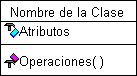 Nombre de la Clase
Atributos
Operaciones( )